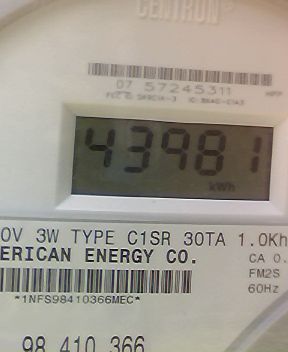 CENTRON
07 57245311
43981
kWh
0V 3W TYPE C1SR 30TA 1.0Kh
ERICAN ENERGY CO.
CA 0.
FM2S
60Hz
*1NFS98410366MEC*
98 410 366